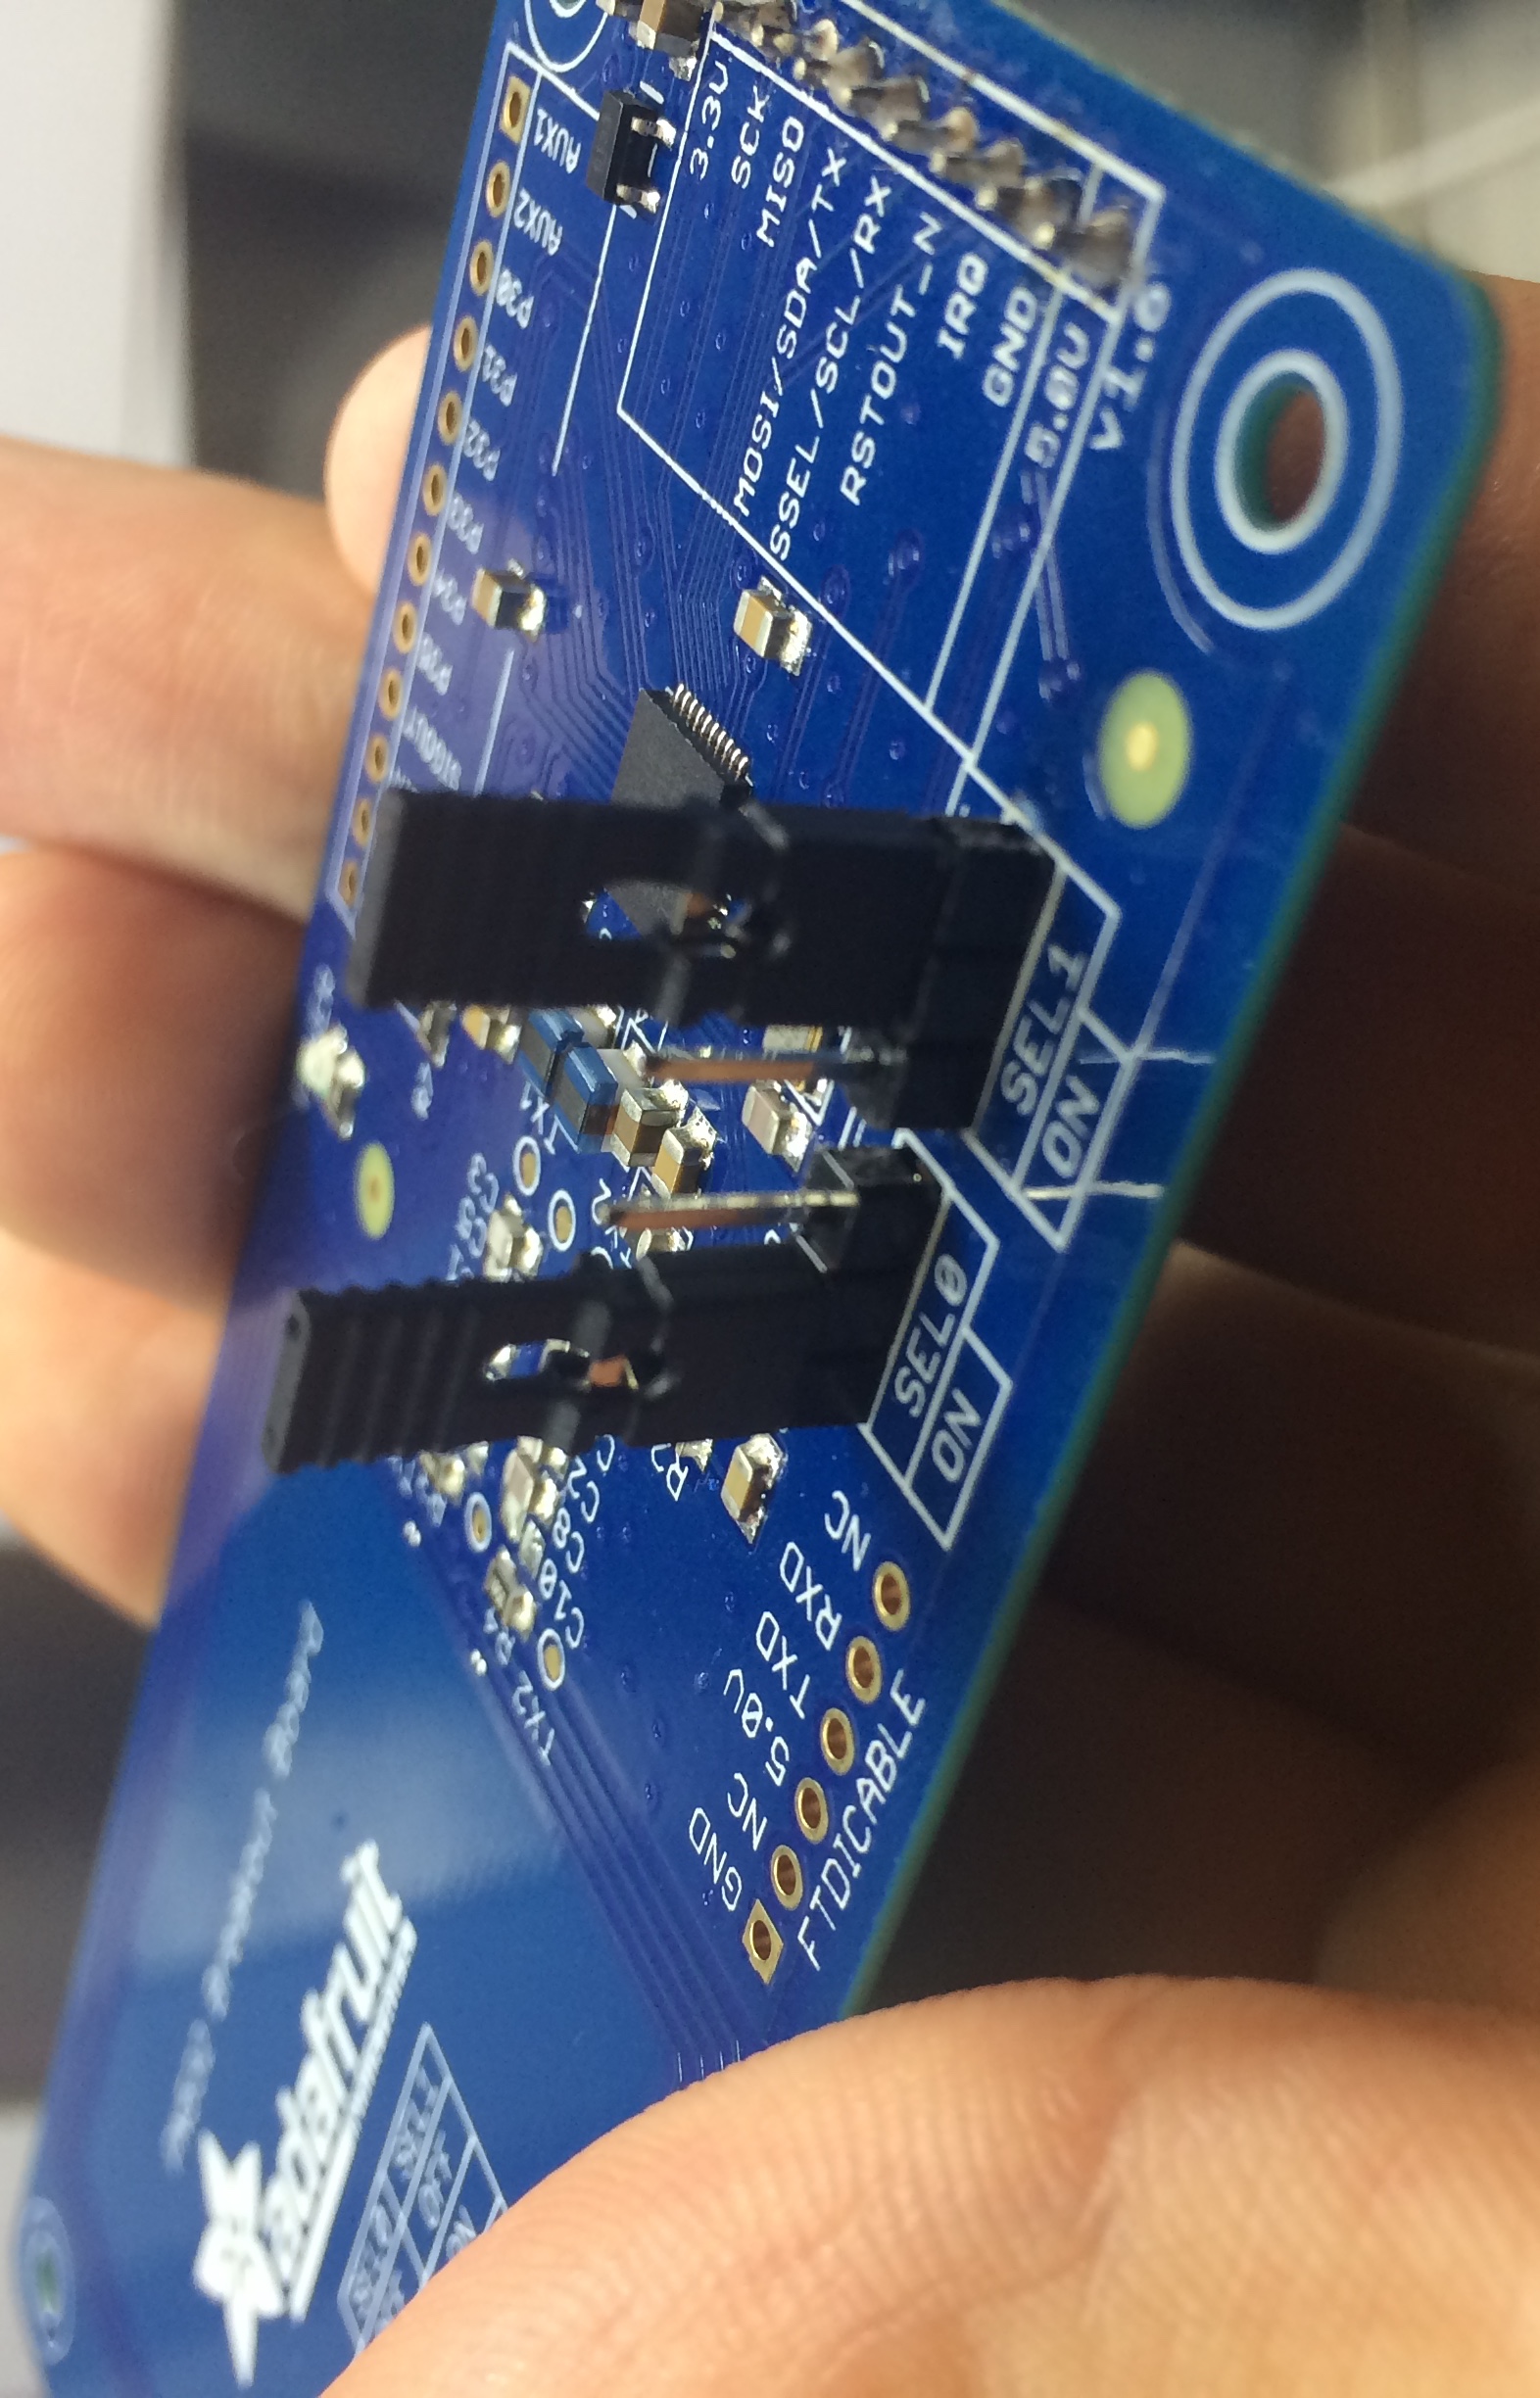 PN532 Breakout Board
adafruit
SEL0 SEL1
OFF
ON
TX2
R4
C10
C8
C2
C5
C3
TX1
R7
P35
P34
P33
P32
P31
P30
AUX2
AUX1
GND
NC
5.0V
TXD
RXD
NC
FTDICABLE
SEL0
ON
SEL1
ON
3.3V
SCK
MISO
MOSI/SDA/TX
SSEL/SCL/RX
RSTOUT_N
IRQ
GND
5.0V
v1.6